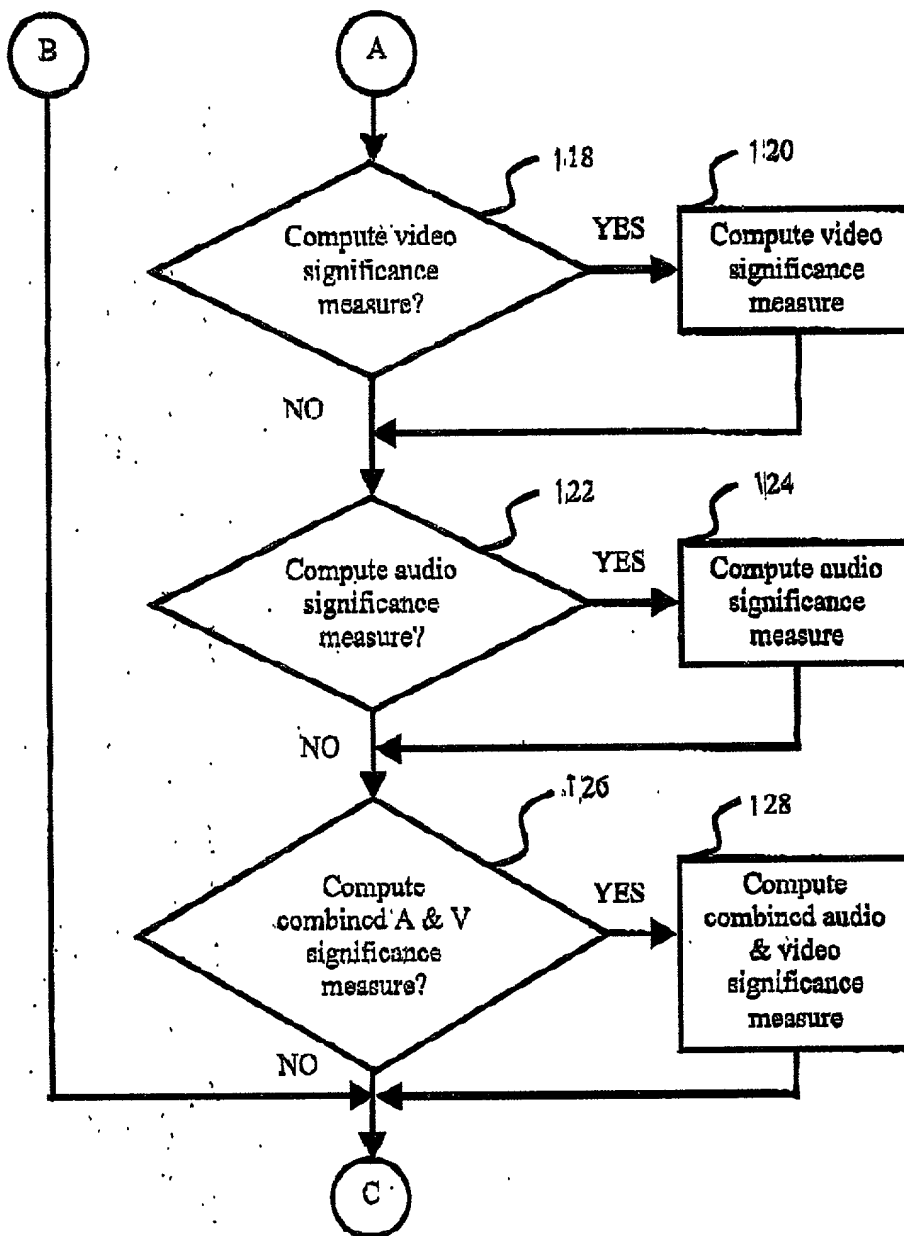 B
A
118
120
Compute video
significance
measure?
YES
Compute video
significance
measure
NO
122
124
Compute audio
significance
measure?
YES
Compute audio
significance
measure
NO
126
128
Compute
combined A & V
significance
measure?
YES
Compute
combined audio
& video
significance
measure
NO
C